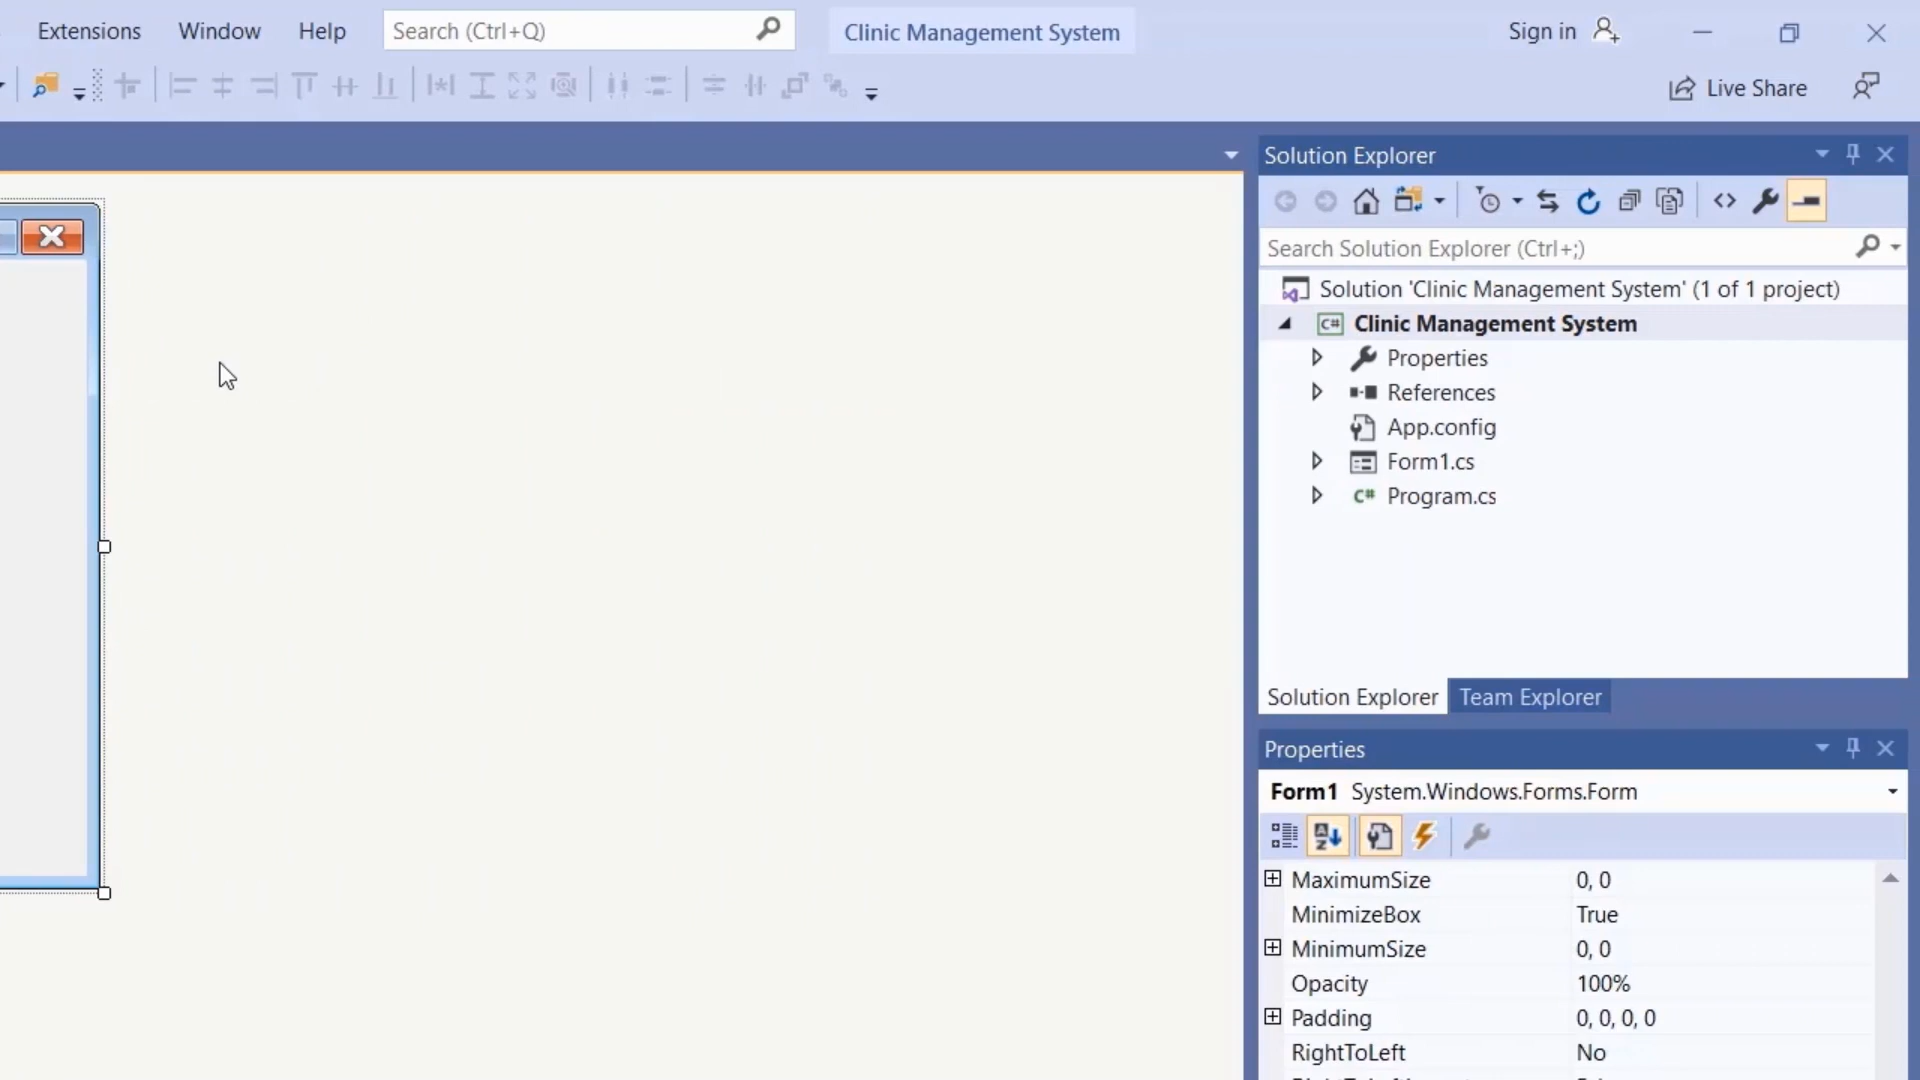 Extensions Window Help Search (Ctrl+Q) Clinic Management System Sign in
Live Share
Solution Explorer
Search Solution Explorer (Ctrl+;)
Solution 'Clinic Management System' (1 of 1 project)
C# Clinic Management System
Properties
References
App.config
Form1.cs
C# Program.cs
Solution Explorer Team Explorer
Properties
Form1 System.Windows.Forms.Form
MaximumSize 0, 0
MinimizeBox True
MinimumSize 0, 0
Opacity 100%
Padding 0, 0, 0, 0
RightToLeft No